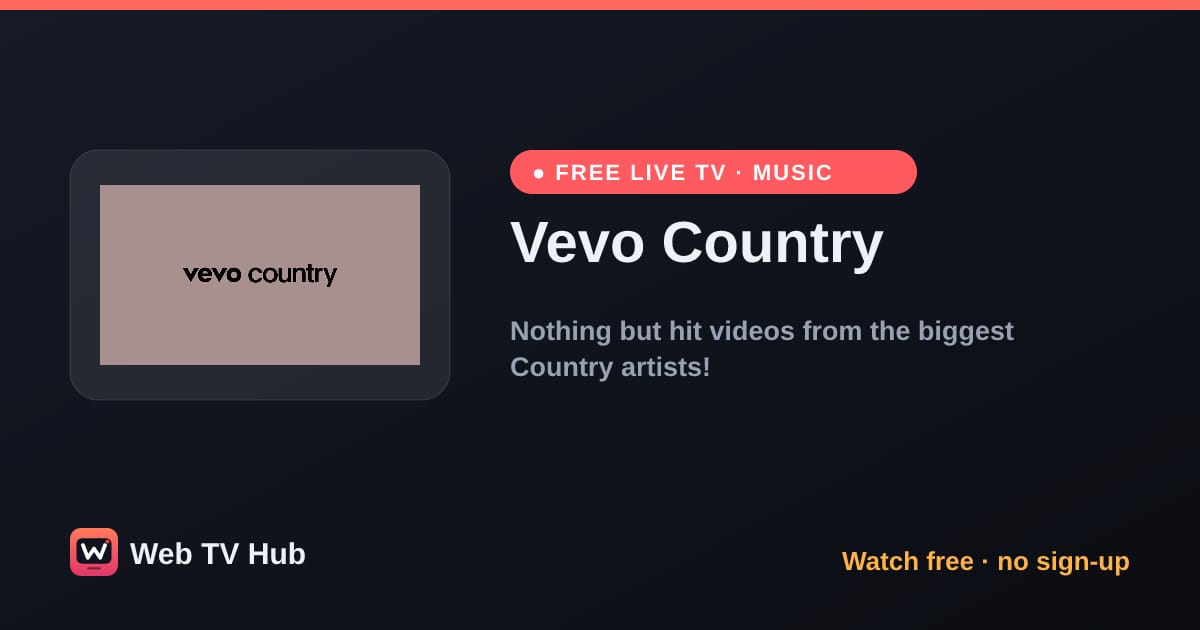 vevo country
● FREE LIVE TV · MUSIC
Vevo Country
Nothing but hit videos from the biggest
Country artists!
W
Web TV Hub
Watch free · no sign-up